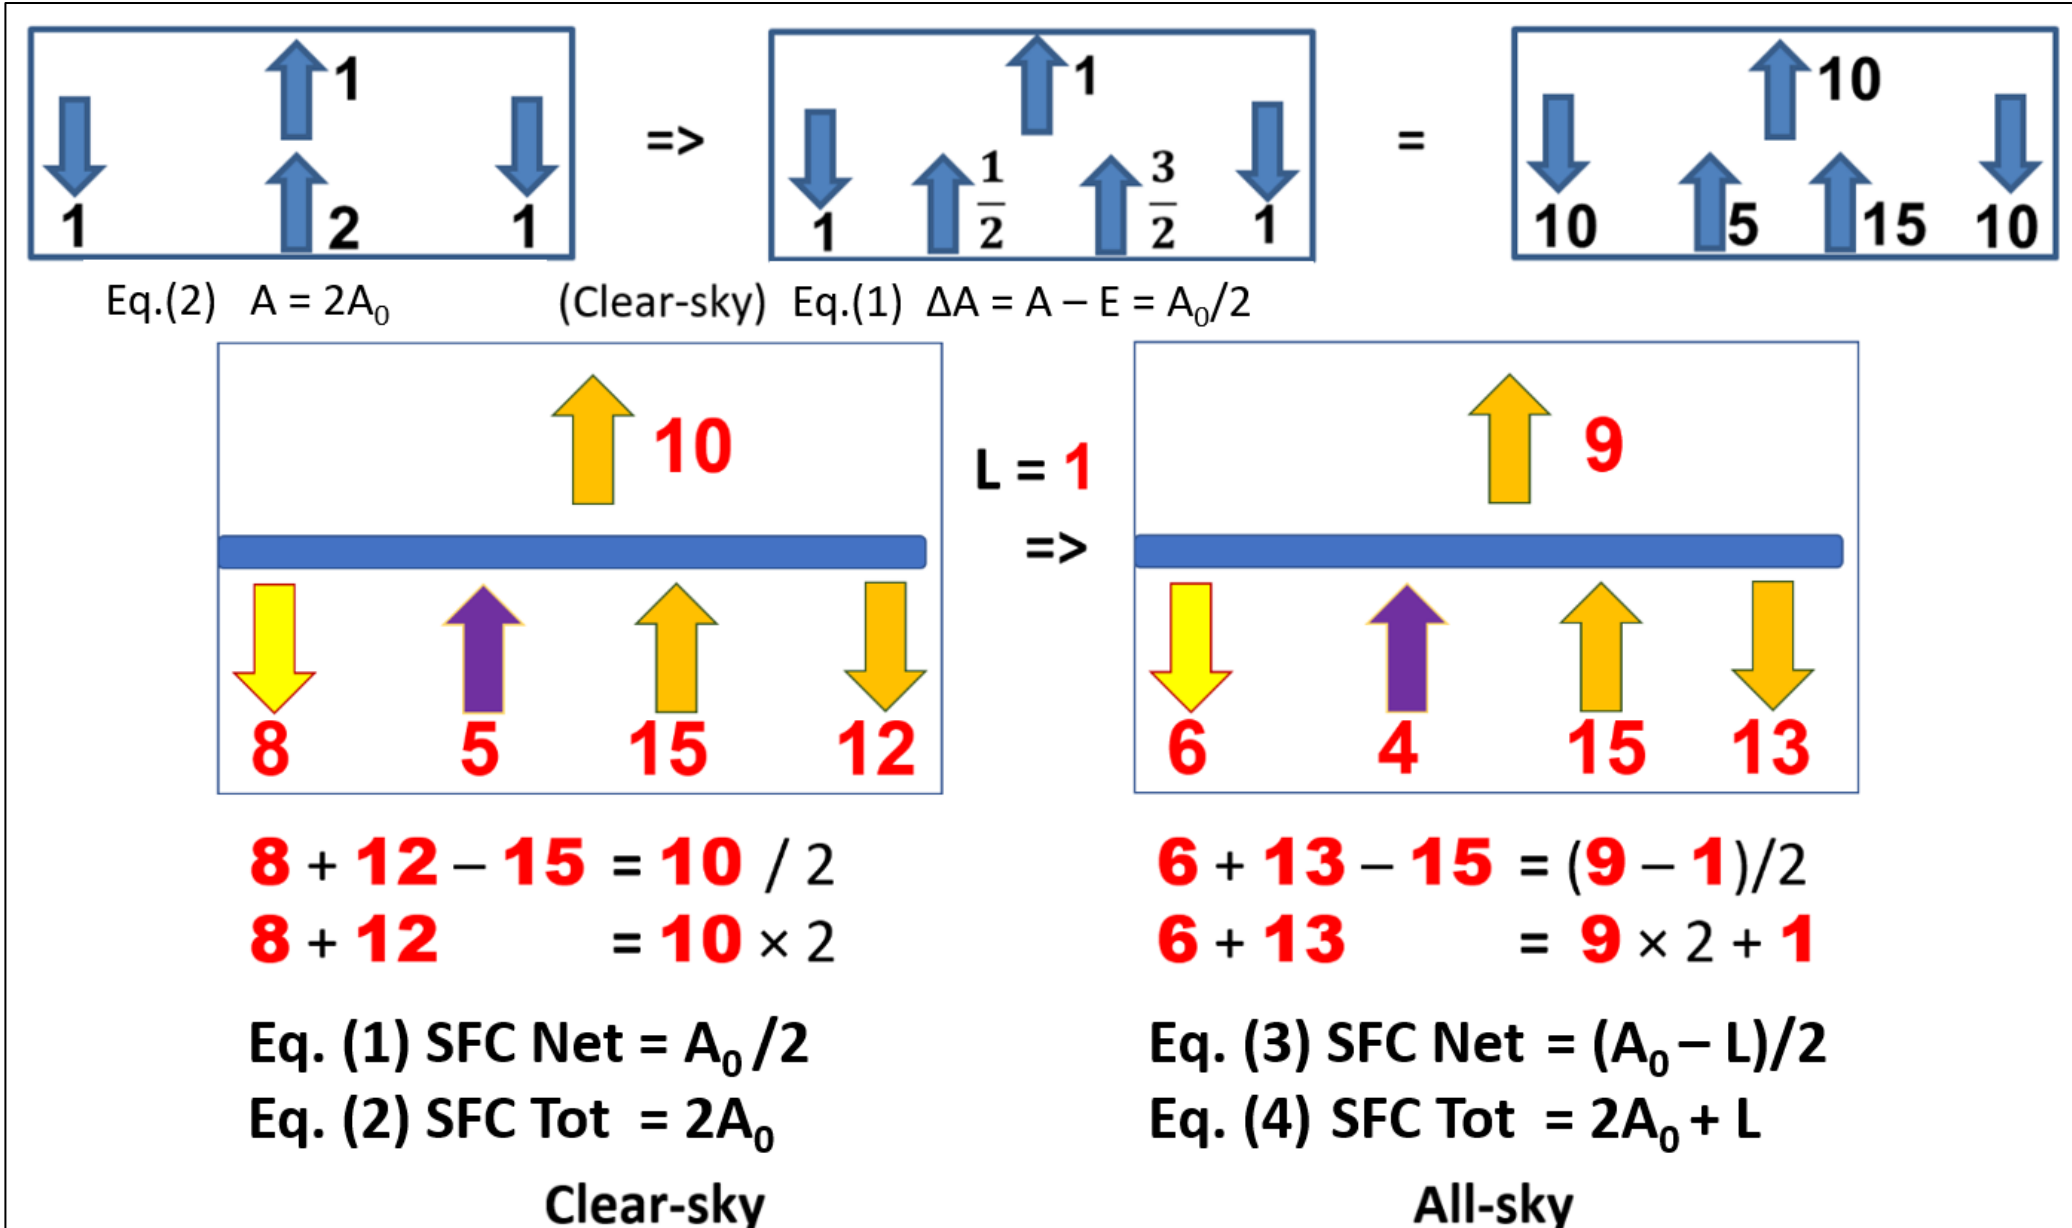 1
1
2
1
=>
1
1
1/2
3/2
1
=
10
10
5
15
10
Eq.(2) A = 2A₀
(Clear-sky) Eq.(1) ΔA = A – E = A₀/2
10
8
5
15
12
L = 1
=>
9
6
4
15
13
8 + 12 – 15 = 10 / 2
8 + 12 = 10 × 2
6 + 13 – 15 = (9 – 1)/2
6 + 13 = 9 × 2 + 1
Eq. (1) SFC Net = A₀/2
Eq. (2) SFC Tot = 2A₀
Clear-sky
Eq. (3) SFC Net = (A₀ – L)/2
Eq. (4) SFC Tot = 2A₀ + L
All-sky